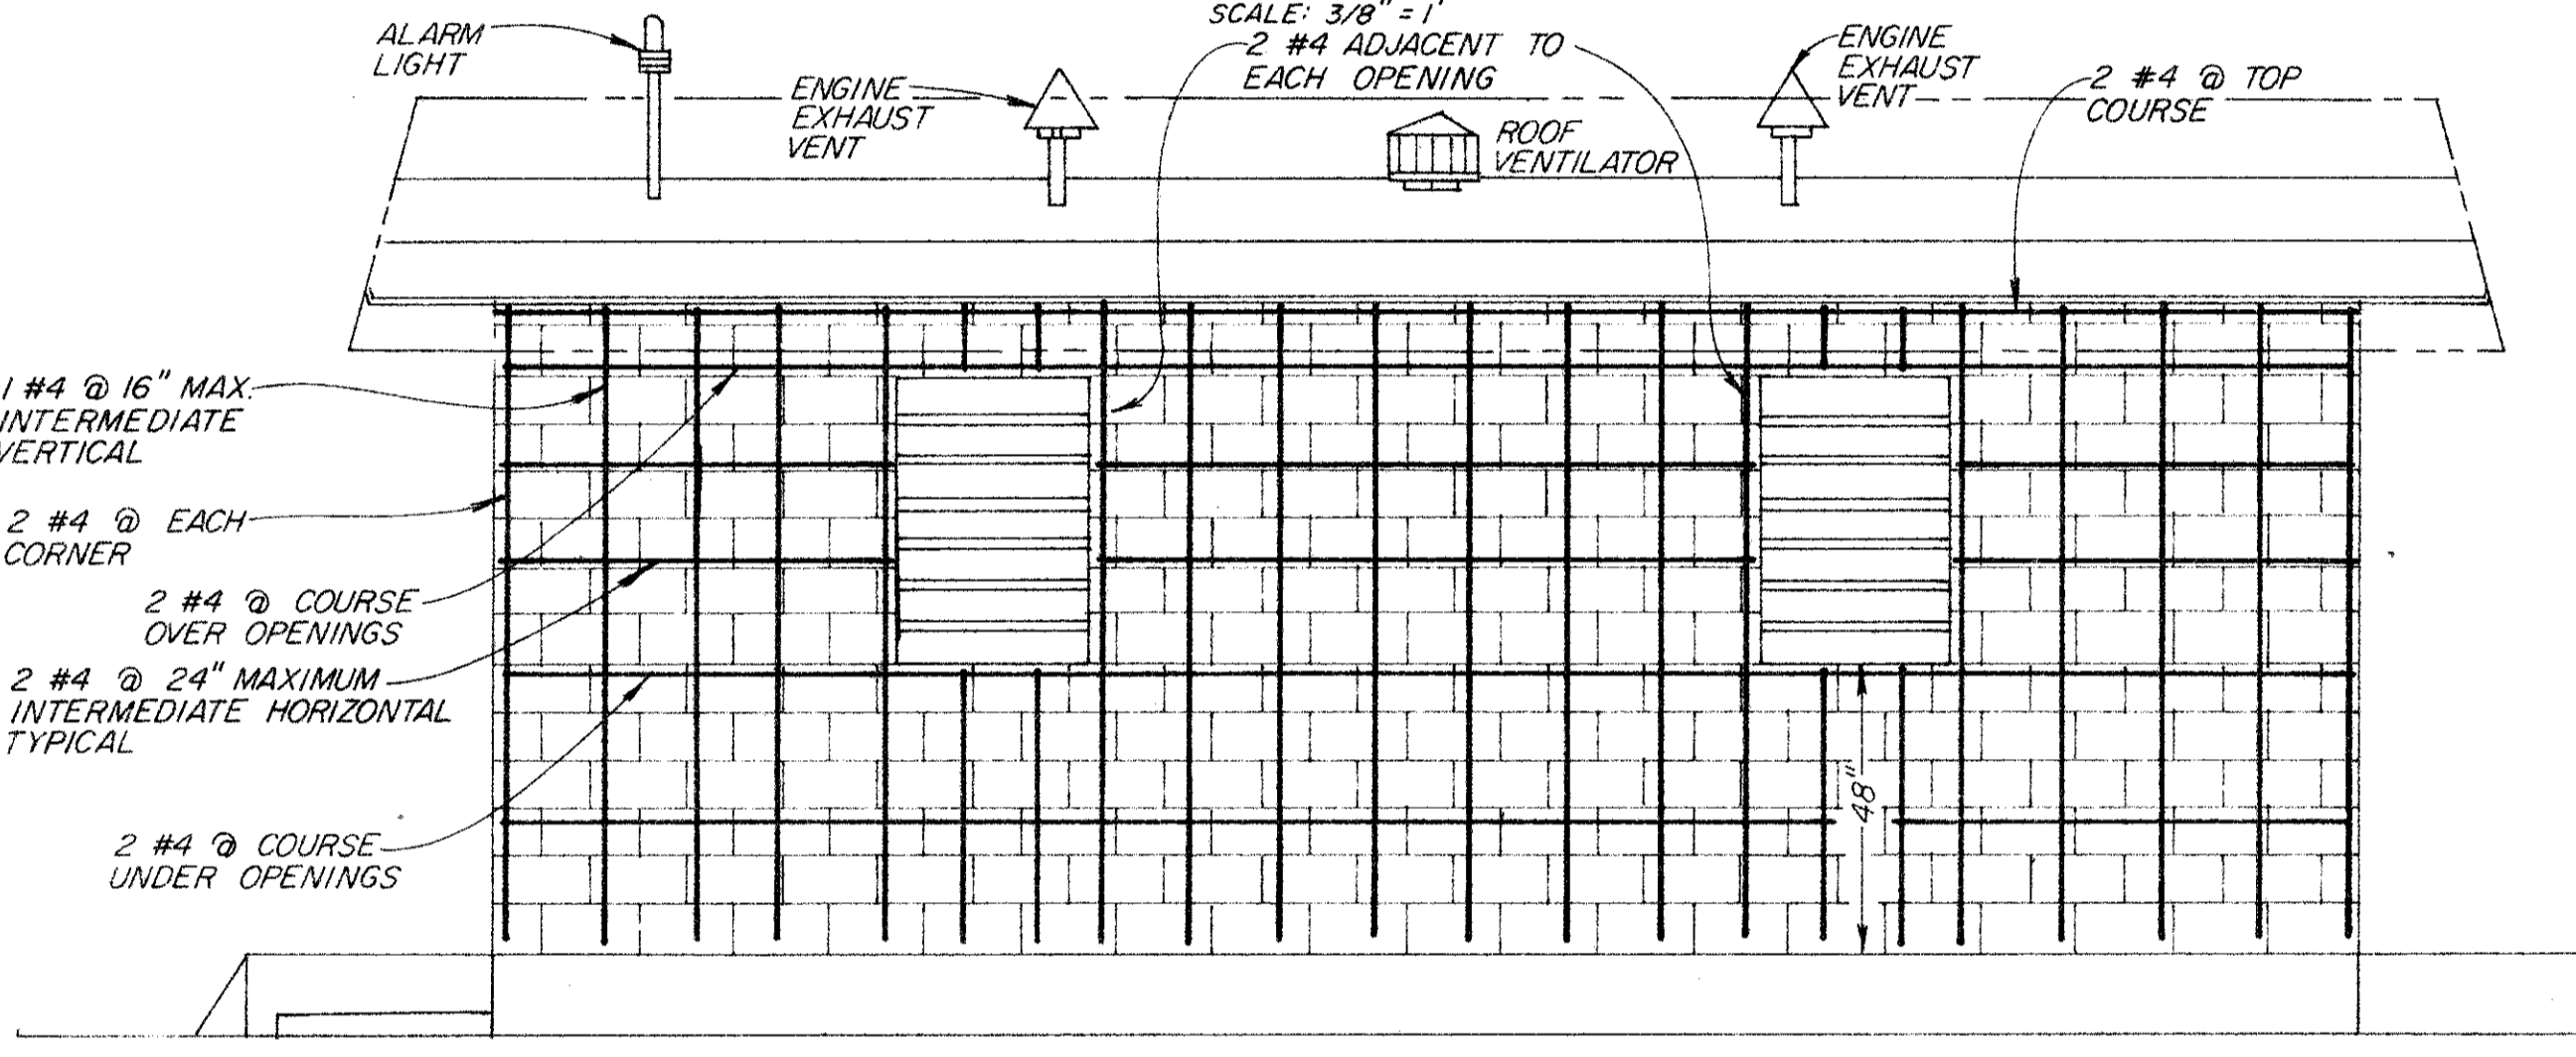 SCALE: 3/8" = 1'
ALARM
LIGHT
ENGINE
EXHAUST
VENT
2 #4 ADJACENT TO
EACH OPENING
ROOF
VENTILATOR
ENGINE
EXHAUST
VENT
2 #4 @ TOP
COURSE
1 #4 @ 16" MAX.
INTERMEDIATE
VERTICAL
2 #4 @ EACH
CORNER
2 #4 @ COURSE
OVER OPENINGS
2 #4 @ 24" MAXIMUM
INTERMEDIATE HORIZONTAL
TYPICAL
2 #4 @ COURSE
UNDER OPENINGS
48"